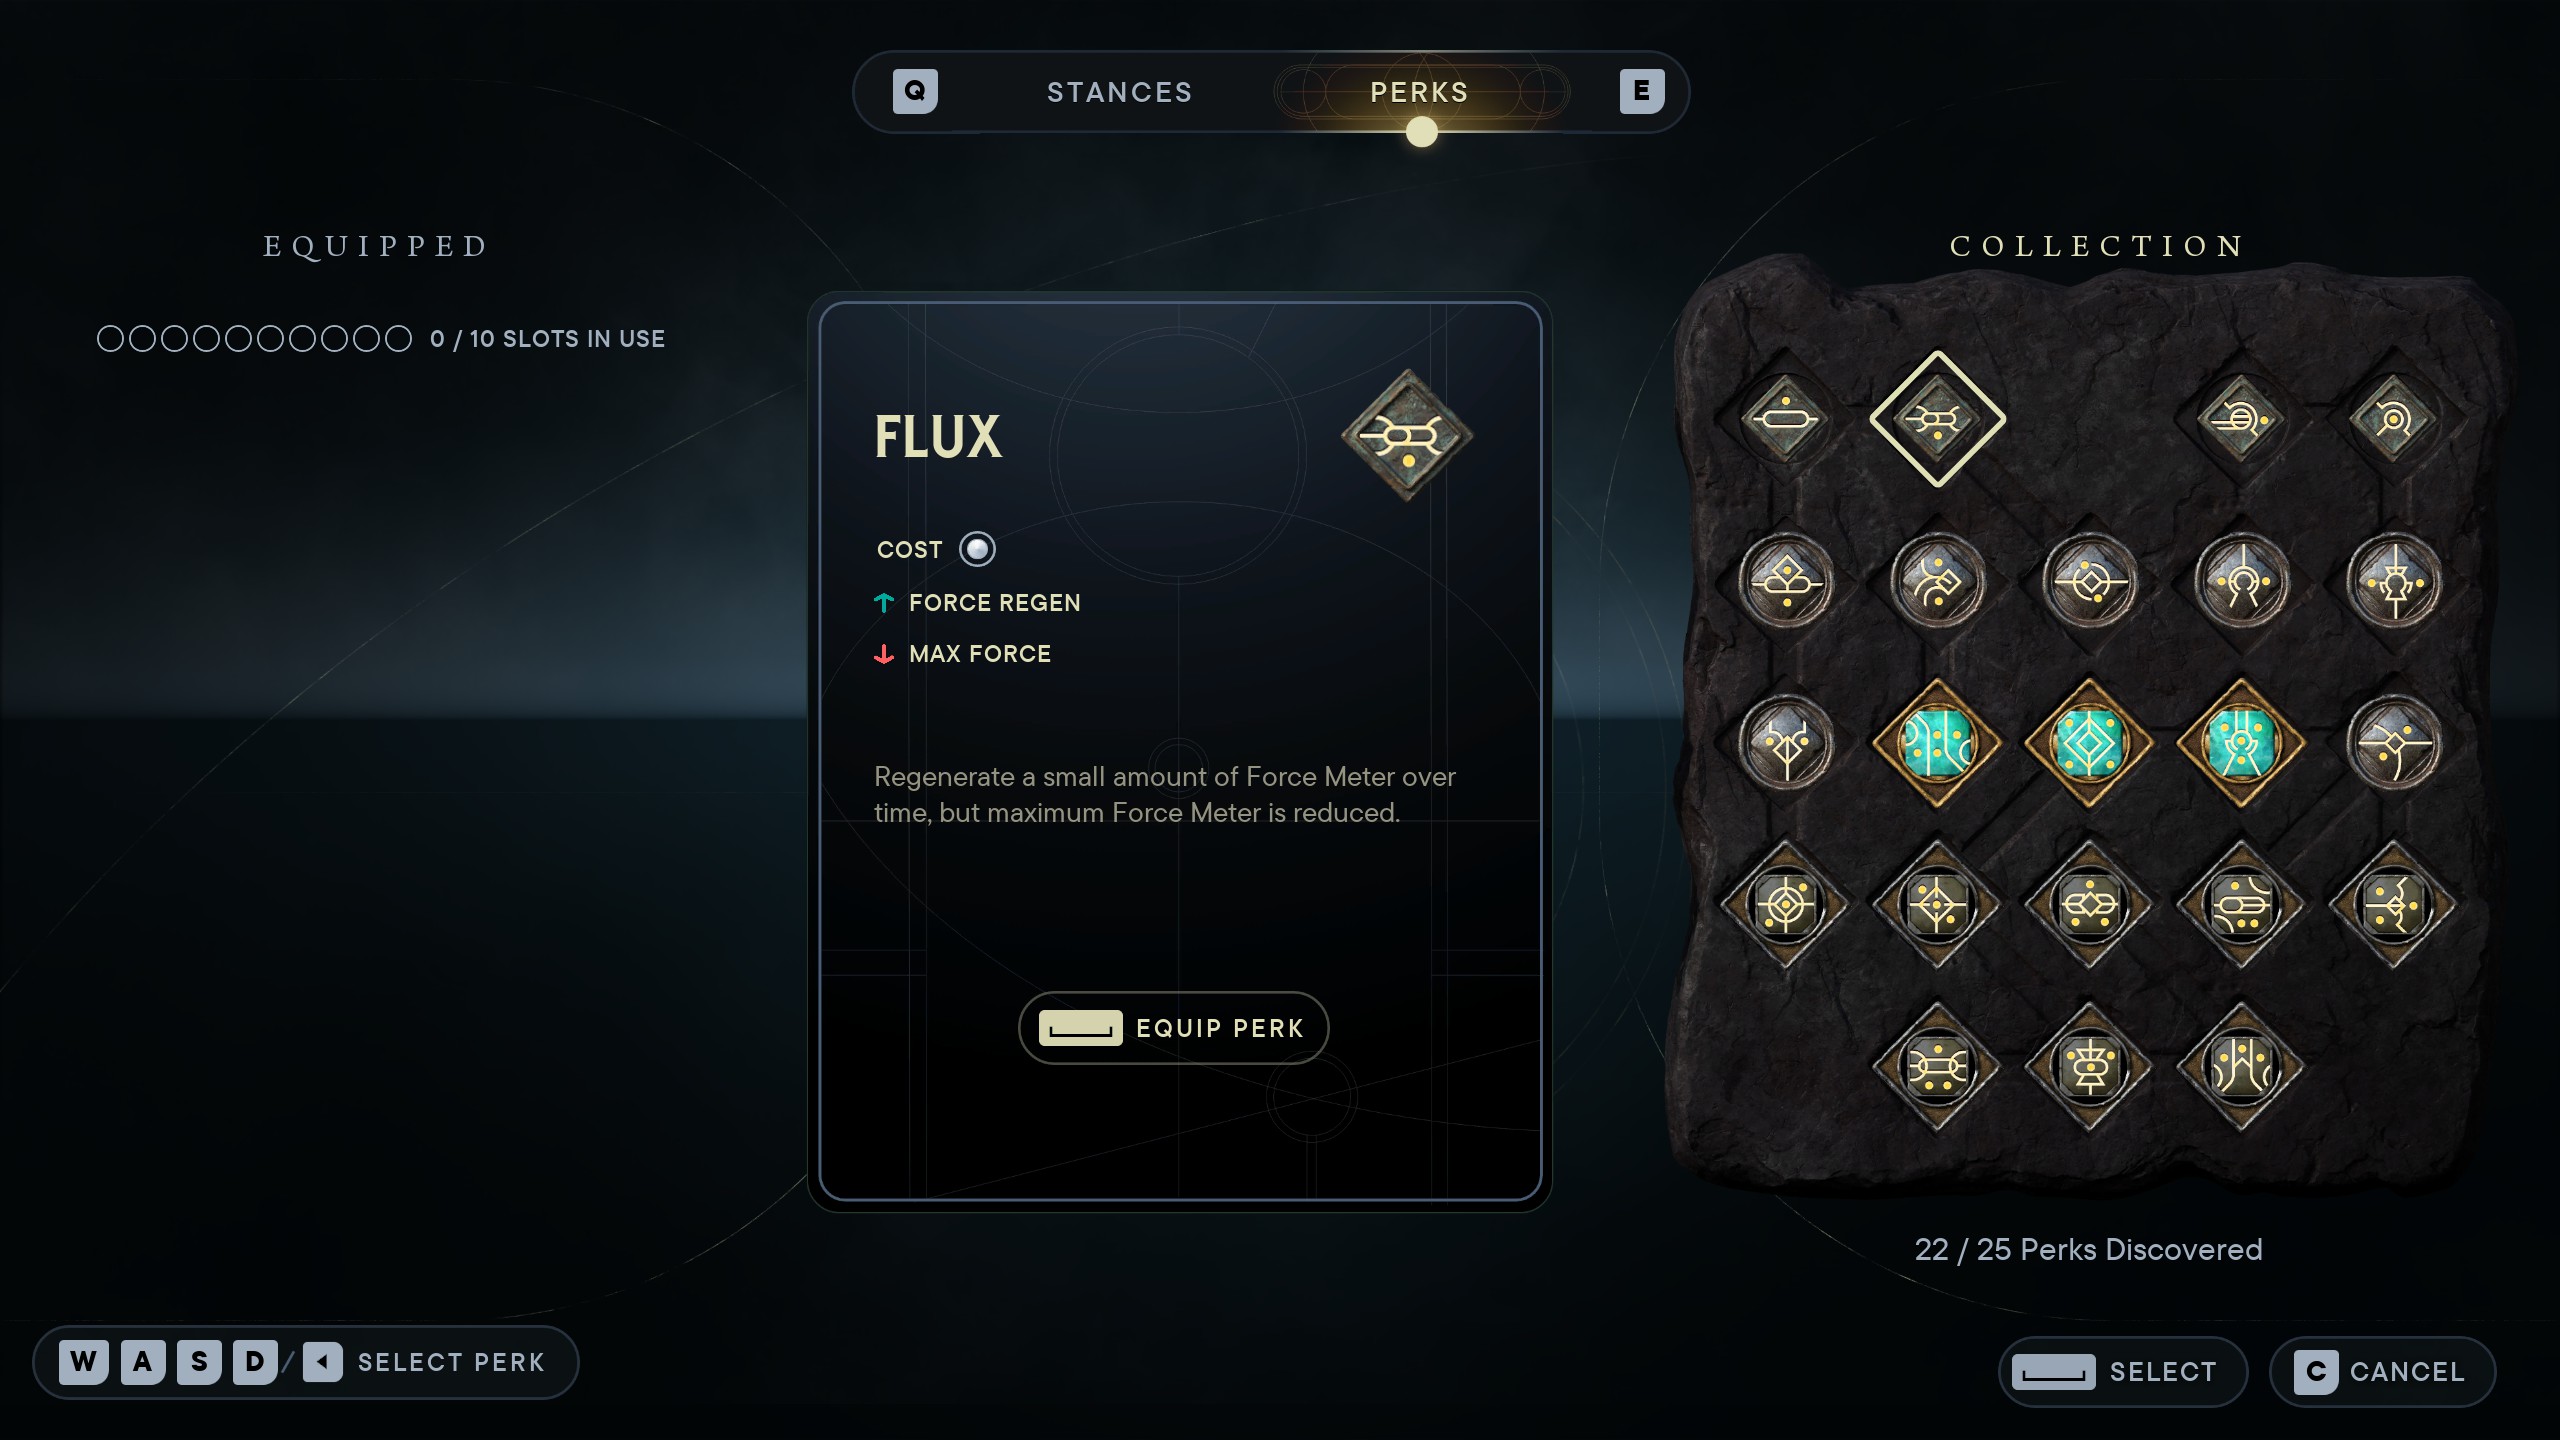 Q STANCES PERKS E
EQUIPPED
0 / 10 SLOTS IN USE
COLLECTION
FLUX
COST
FORCE REGEN
MAX FORCE
Regenerate a small amount of Force Meter over
time, but maximum Force Meter is reduced.
EQUIP PERK
22 / 25 Perks Discovered
W A S D / SELECT PERK
SELECT
C CANCEL